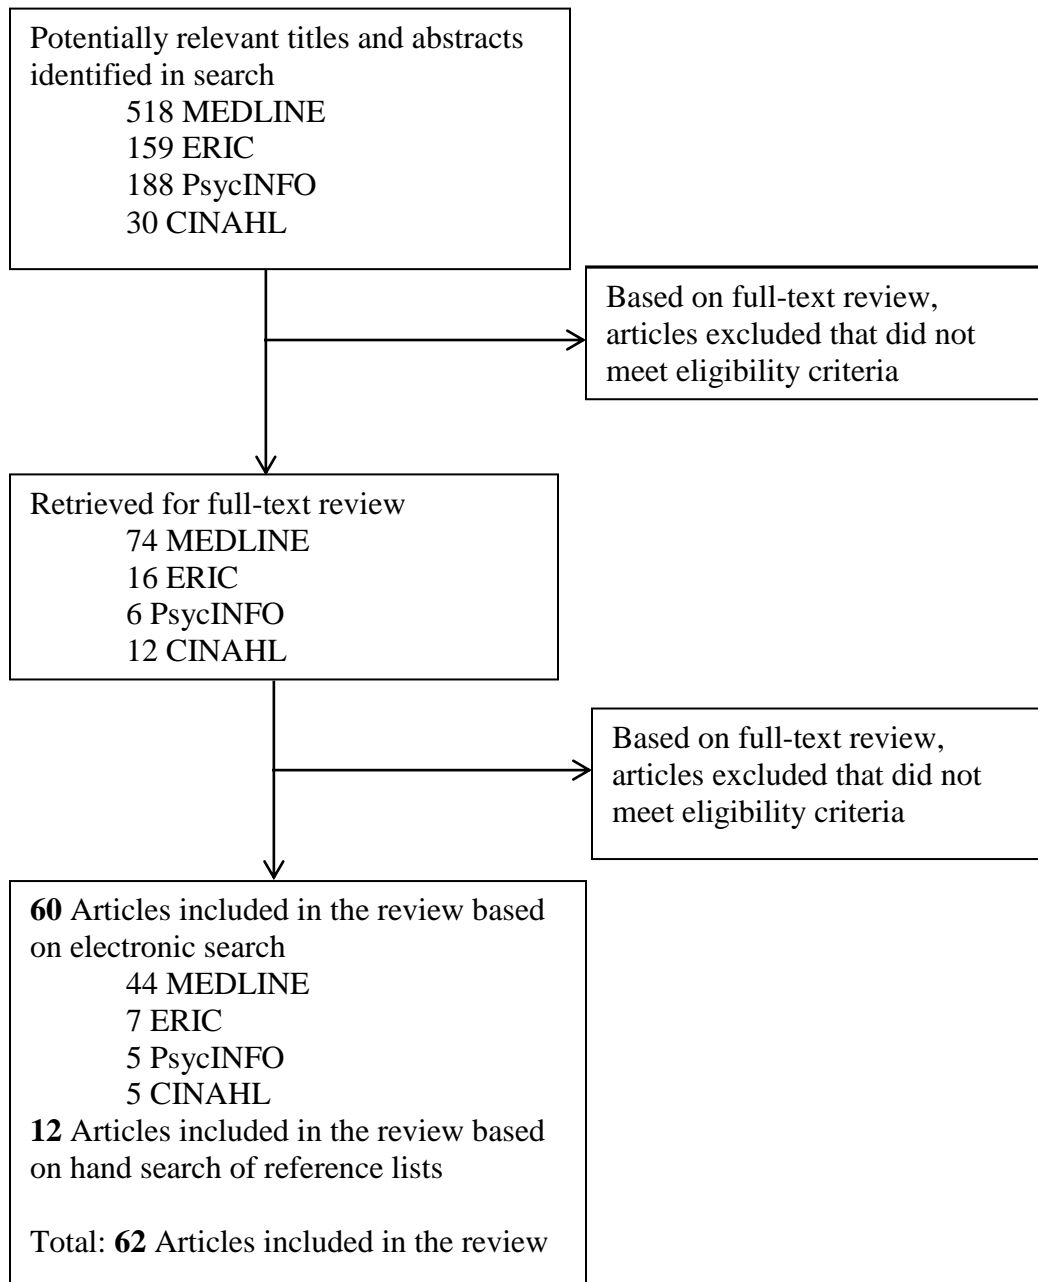 Potentially relevant titles and abstracts
identified in search
518 MEDLINE
159 ERIC
188 PsycINFO
30 CINAHL
Based on full-text review,
articles excluded that did not
meet eligibility criteria
Retrieved for full-text review
74 MEDLINE
16 ERIC
6 PsycINFO
12 CINAHL
Based on full-text review,
articles excluded that did not
meet eligibility criteria
60 Articles included in the review based
on electronic search
44 MEDLINE
7 ERIC
5 PsycINFO
5 CINAHL
12 Articles included in the review based
on hand search of reference lists
Total: 62 Articles included in the review